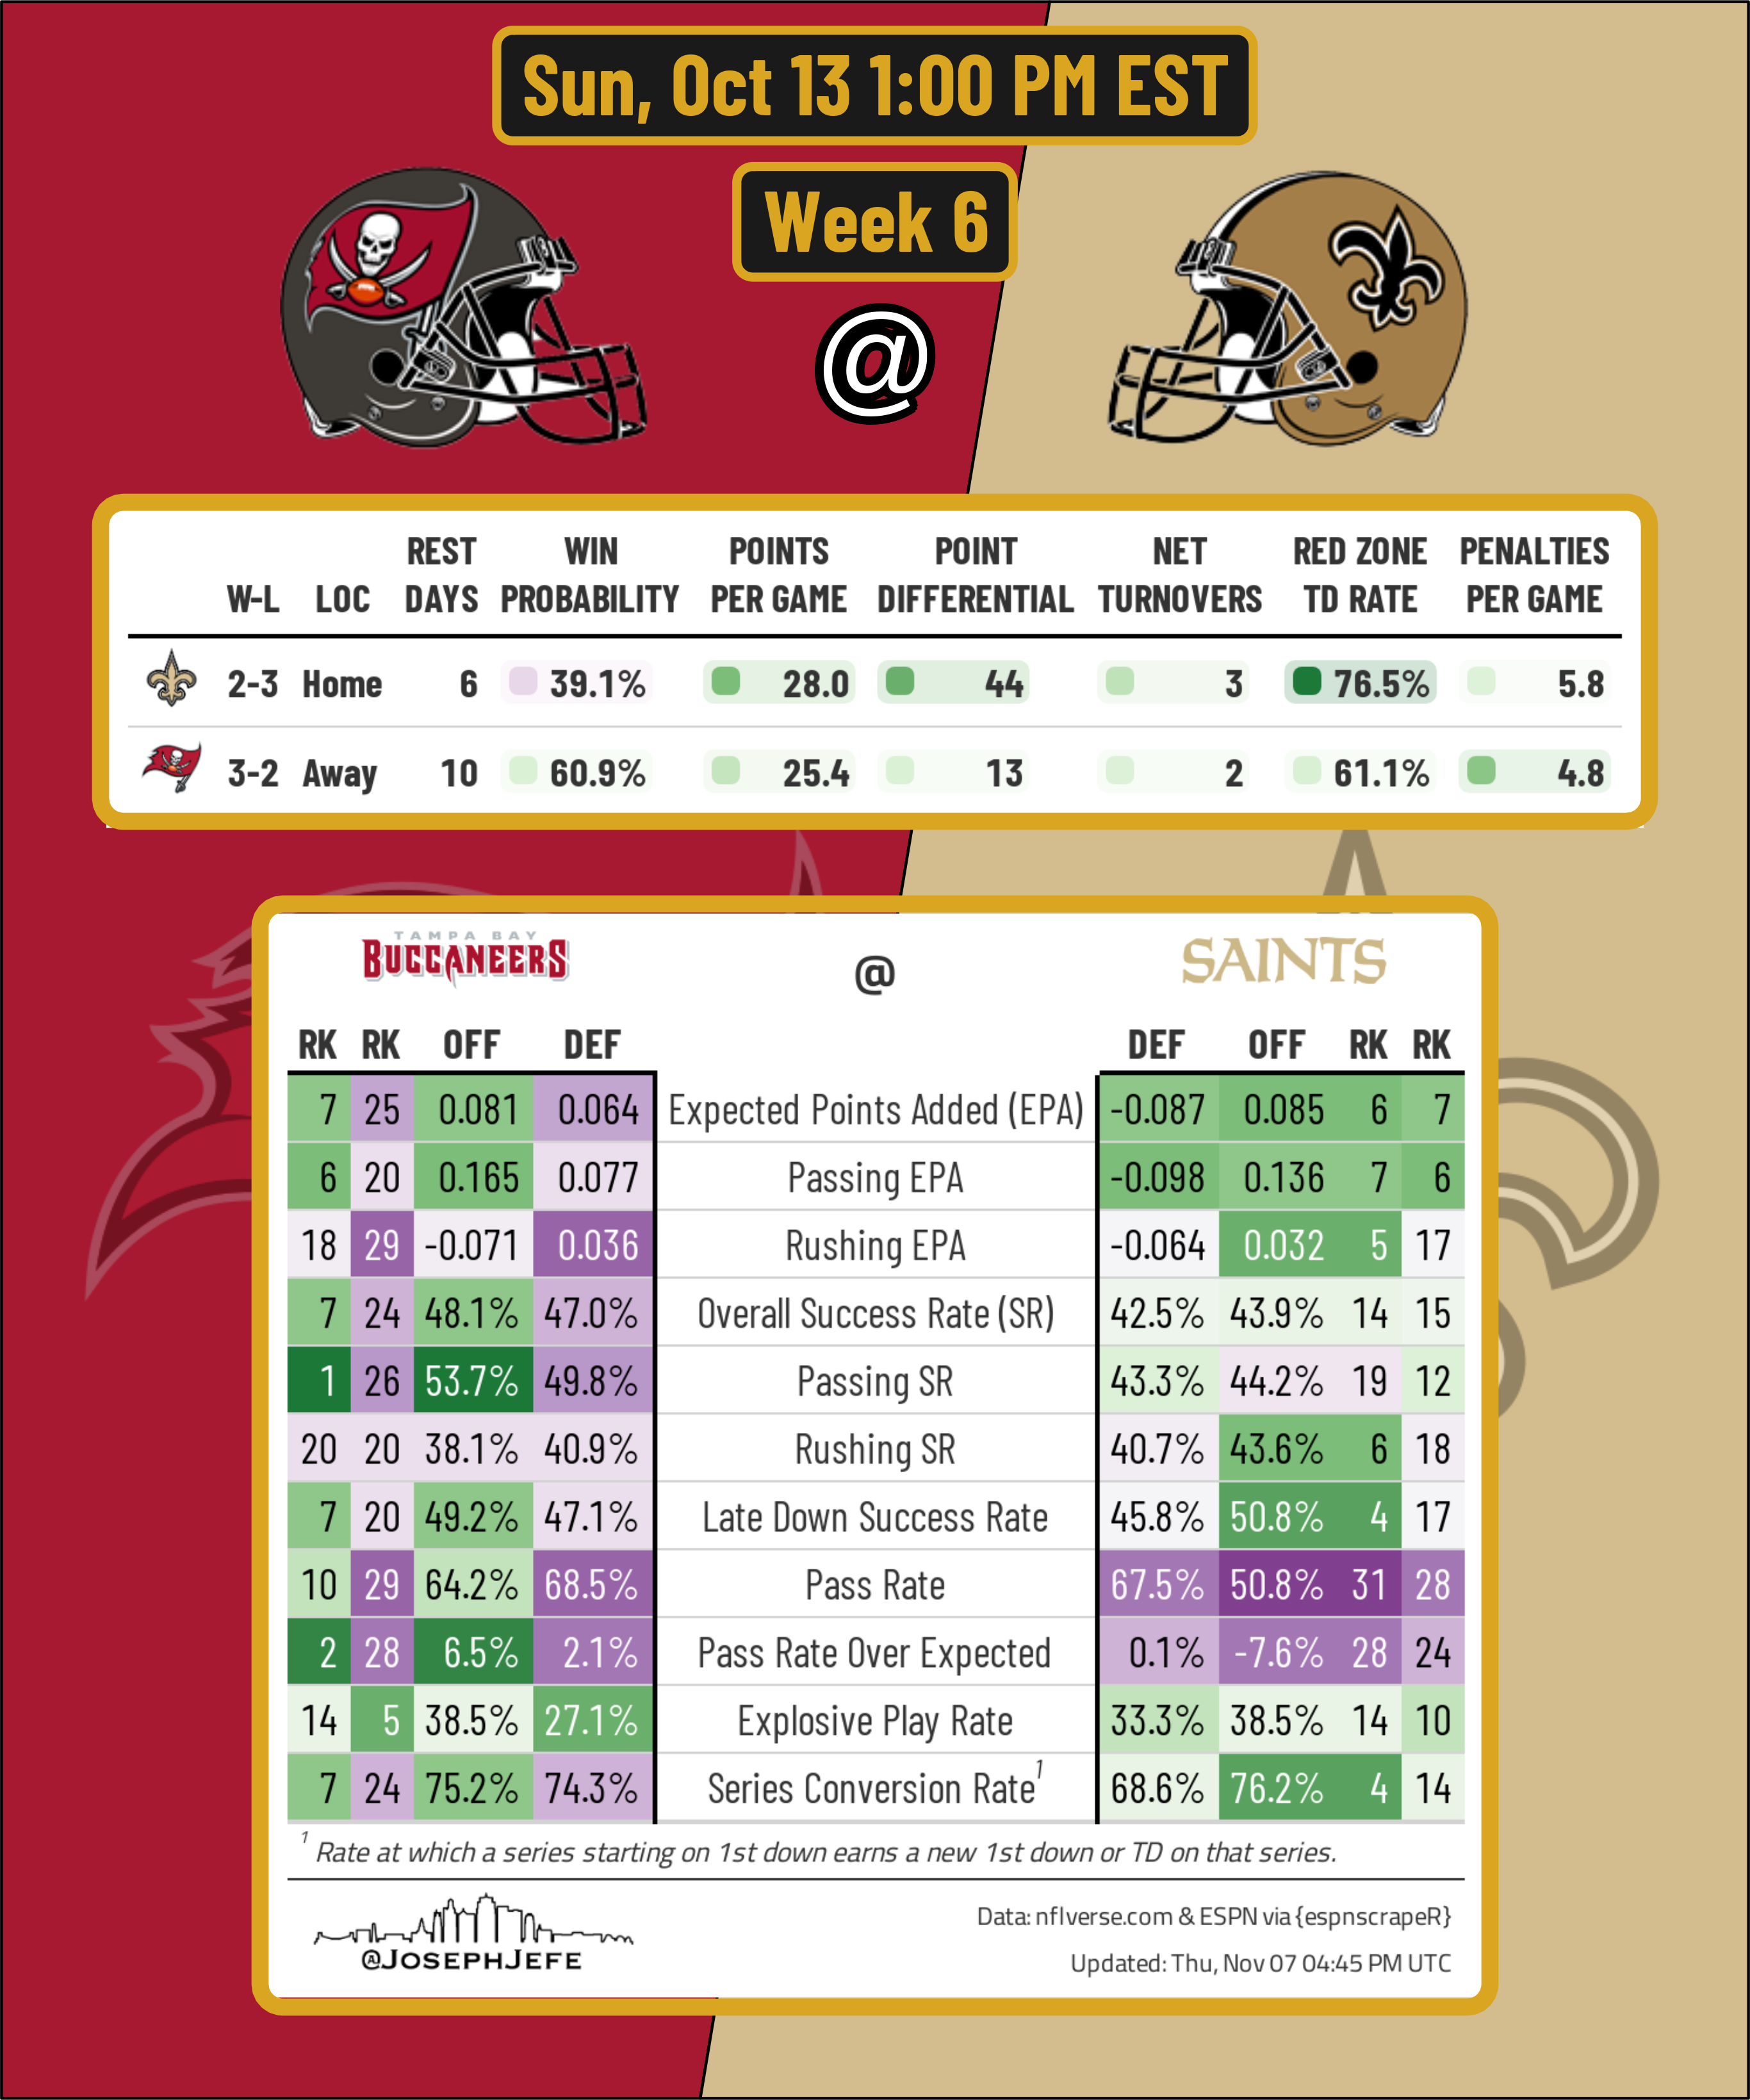 Sun, Oct 13 1:00 PM EST
Week 6
@
W-L LOC REST DAYS WIN PROBABILITY POINTS PER GAME POINT DIFFERENTIAL NET TURNOVERS RED ZONE TD RATE PENALTIES PER GAME
2-3 Home 6 39.1% 28.0 44 3 76.5% 5.8
3-2 Away 10 60.9% 25.4 13 2 61.1% 4.8
TAMPA BAY
BUCCANEERS @ SAINTS
RK RK OFF DEF DEF OFF RK RK
7 25 0.081 0.064 Expected Points Added (EPA) -0.087 0.085 6 7
6 20 0.165 0.077 Passing EPA -0.098 0.136 7 6
18 29 -0.071 0.036 Rushing EPA -0.064 0.032 5 17
7 24 48.1% 47.0% Overall Success Rate (SR) 42.5% 43.9% 14 15
1 26 53.7% 49.8% Passing SR 43.3% 44.2% 19 12
20 20 38.1% 40.9% Rushing SR 40.7% 43.6% 6 18
7 20 49.2% 47.1% Late Down Success Rate 45.8% 50.8% 4 17
10 29 64.2% 68.5% Pass Rate 67.5% 50.8% 31 28
2 28 6.5% 2.1% Pass Rate Over Expected 0.1% -7.6% 28 24
14 5 38.5% 27.1% Explosive Play Rate 33.3% 38.5% 14 10
7 24 75.2% 74.3% Series Conversion Rate¹ 68.6% 76.2% 4 14
¹ Rate at which a series starting on 1st down earns a new 1st down or TD on that series.
@JOSEPHJEFE
Data: nflverse.com & ESPN via {espnscrapeR}
Updated: Thu, Nov 07 04:45 PM UTC